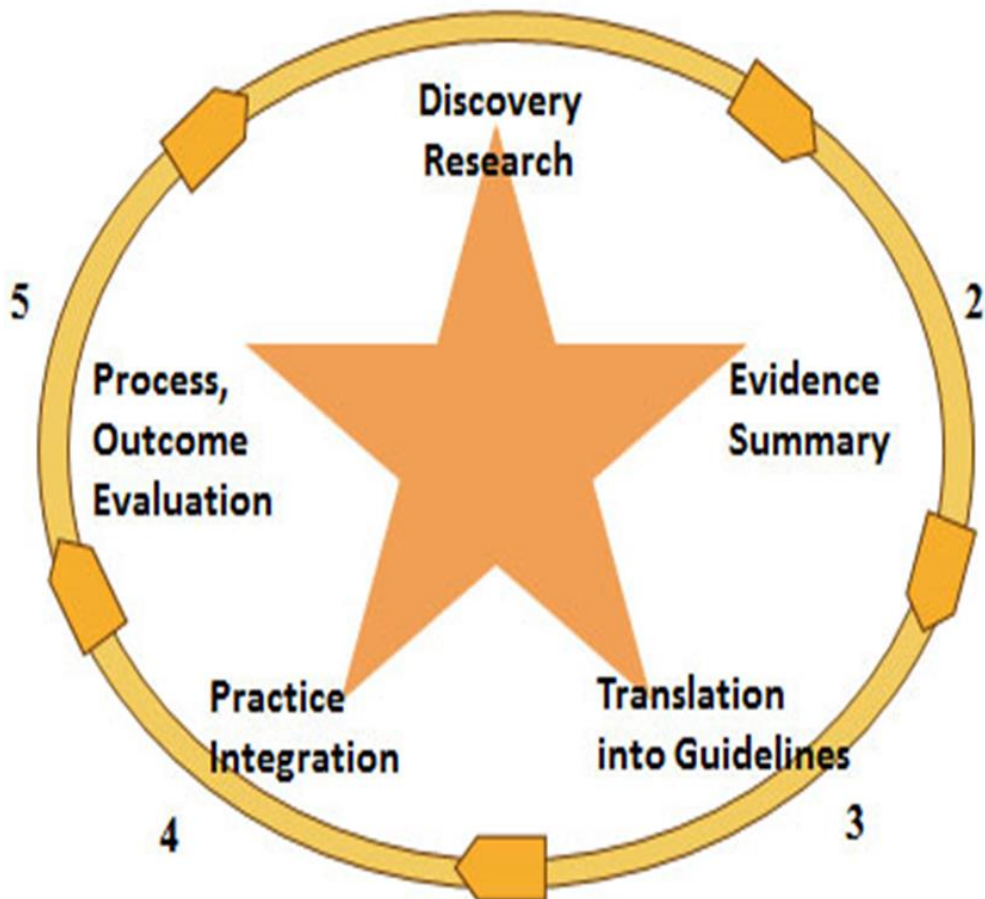 Discovery
Research
2
Evidence
Summary
Translation
into Guidelines
3
Practice
Integration
4
5
Process,
Outcome
Evaluation